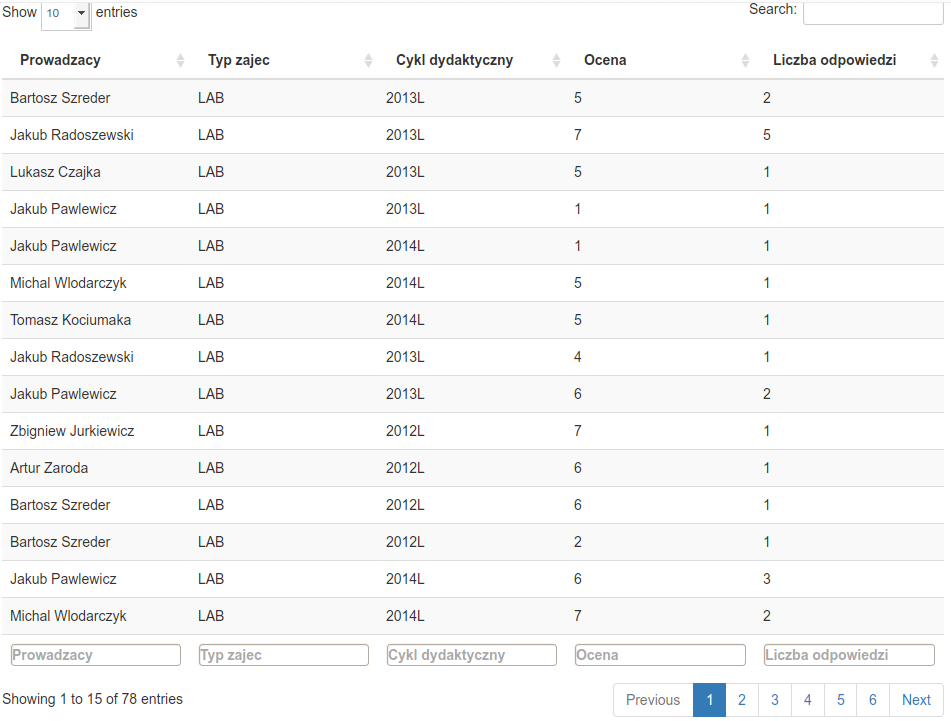 Show 10 entries Search:
Prowadzacy Typ zajec Cykl dydaktyczny Ocena Liczba odpowiedzi
Bartosz Szreder LAB 2013L 5 2
Jakub Radoszewski LAB 2013L 7 5
Lukasz Czajka LAB 2013L 5 1
Jakub Pawlewicz LAB 2013L 1 1
Jakub Pawlewicz LAB 2014L 1 1
Michal Wlodarczyk LAB 2014L 5 1
Tomasz Kociumaka LAB 2014L 5 1
Jakub Radoszewski LAB 2013L 4 1
Jakub Pawlewicz LAB 2013L 6 2
Zbigniew Jurkiewicz LAB 2012L 7 1
Artur Zaroda LAB 2012L 6 1
Bartosz Szreder LAB 2012L 6 1
Bartosz Szreder LAB 2012L 2 1
Jakub Pawlewicz LAB 2014L 6 3
Michal Wlodarczyk LAB 2014L 7 2
Prowadzacy Typ zajec Cykl dydaktyczny Ocena Liczba odpowiedzi
Showing 1 to 15 of 78 entries Previous 1 2 3 4 5 6 Next